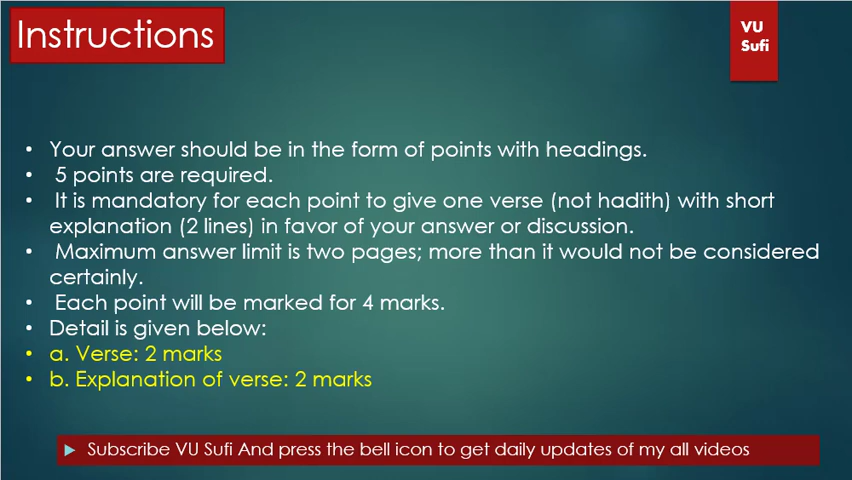 Instructions
VU
Sufi
• Your answer should be in the form of points with headings.
• 5 points are required.
• It is mandatory for each point to give one verse (not hadith) with short
explanation (2 lines) in favor of your answer or discussion.
• Maximum answer limit is two pages; more than it would not be considered
certainly.
• Each point will be marked for 4 marks.
• Detail is given below:
• a. Verse: 2 marks
• b. Explanation of verse: 2 marks
Subscribe VU Sufi And press the bell icon to get daily updates of my all videos